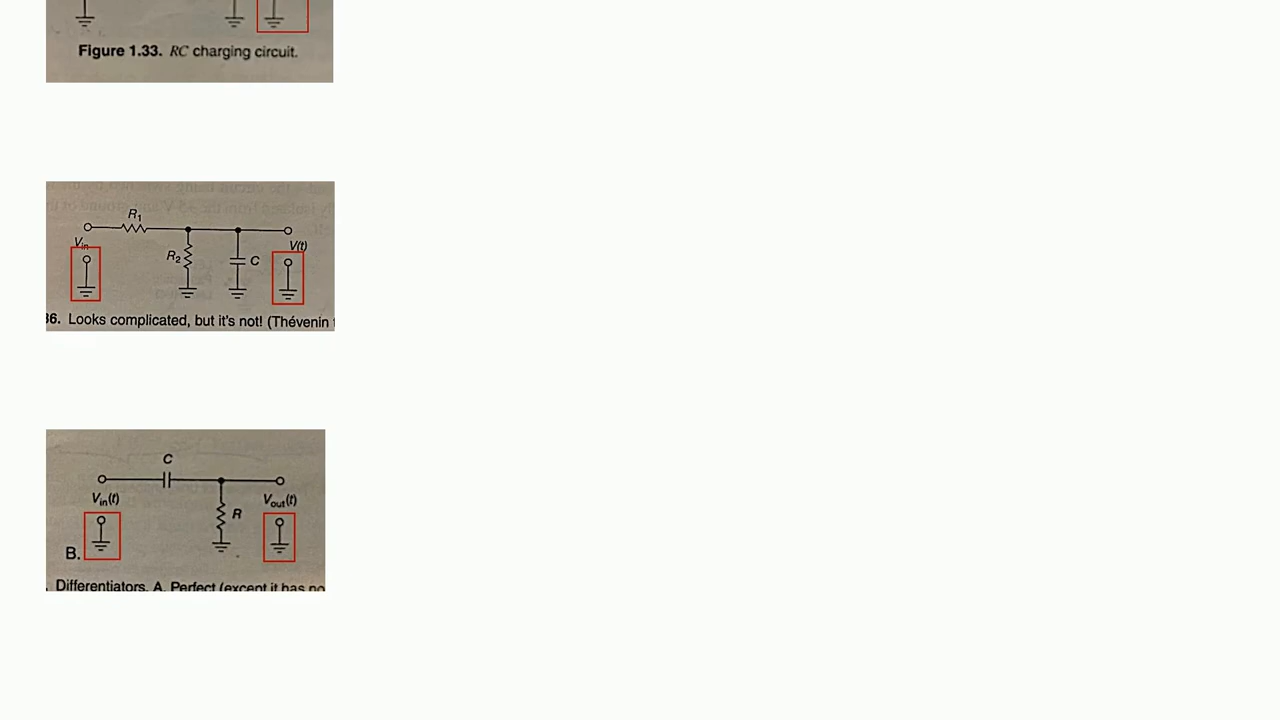 Figure 1.33. RC charging circuit.
R1
Vin
R2
C
V(t)
36. Looks complicated, but it's not! (Thévenin
C
Vin(t)
Vout(t)
R
B.
. Differentiators. A. Perfect (except it has no